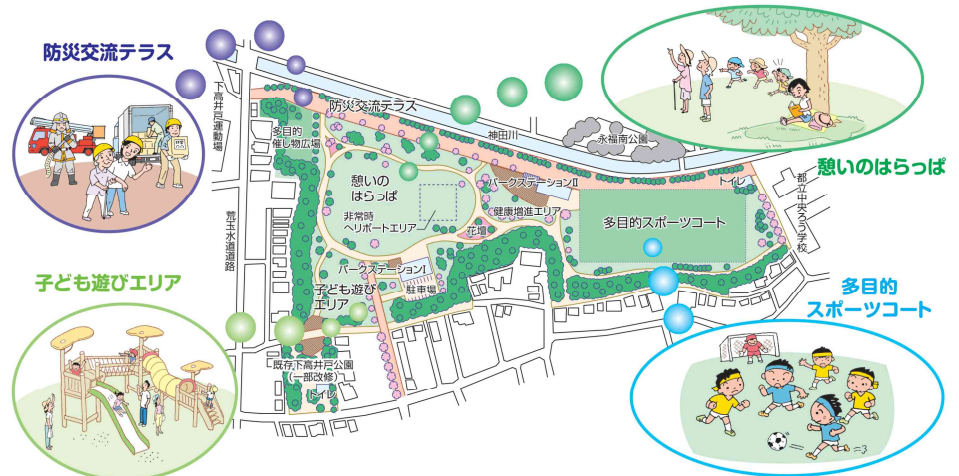 防災交流テラス
下高井戸運動場
防災交流テラス
神田川
永福南公園
多目的
催し物広場
憩いのはらっぱ
憩いの
はらっぱ
パークステーションⅡ
トイレ
都立中央ろう学校
健康増進エリア
非常時
ヘリポートエリア
多目的スポーツコート
花壇
荒玉水道道路
子ども遊びエリア
パークステーションⅠ
駐車場
子ども遊び
エリア
多目的
スポーツコート
既存下高井戸公園
(一部改修)
トイレ